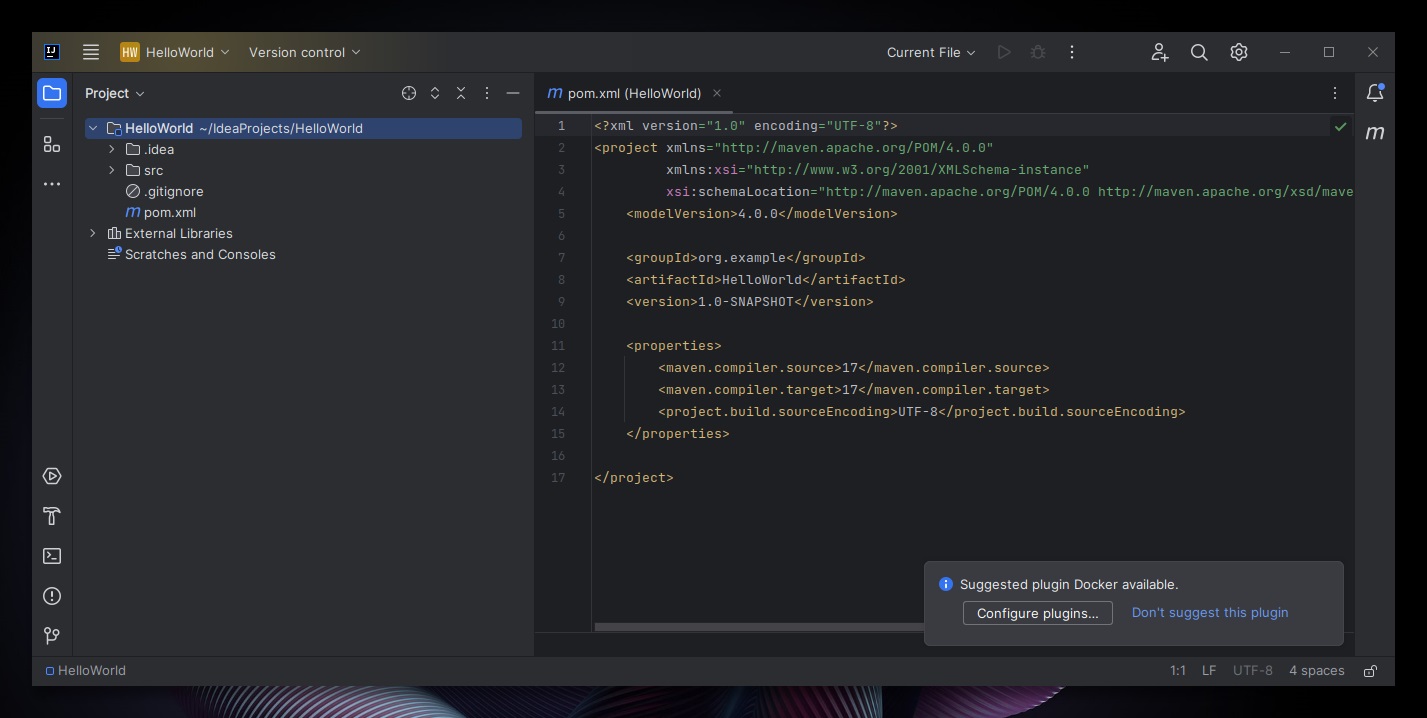 IJ
HW HelloWorld Version control Current File
Project
pom.xml (HelloWorld)
HelloWorld ~/IdeaProjects/HelloWorld
.idea
src
.gitignore
pom.xml
External Libraries
Scratches and Consoles
1 <?xml version="1.0" encoding="UTF-8"?>
2 <project xmlns="http://maven.apache.org/POM/4.0.0"
3 xmlns:xsi="http://www.w3.org/2001/XMLSchema-instance"
4 xsi:schemaLocation="http://maven.apache.org/POM/4.0.0 http://maven.apache.org/xsd/mave
5 <modelVersion>4.0.0</modelVersion>
6
7 <groupId>org.example</groupId>
8 <artifactId>HelloWorld</artifactId>
9 <version>1.0-SNAPSHOT</version>
10
11 <properties>
12 <maven.compiler.source>17</maven.compiler.source>
13 <maven.compiler.target>17</maven.compiler.target>
14 <project.build.sourceEncoding>UTF-8</project.build.sourceEncoding>
15 </properties>
16
17 </project>
Suggested plugin Docker available.
Configure plugins... Don't suggest this plugin
HelloWorld 1:1 LF UTF-8 4 spaces